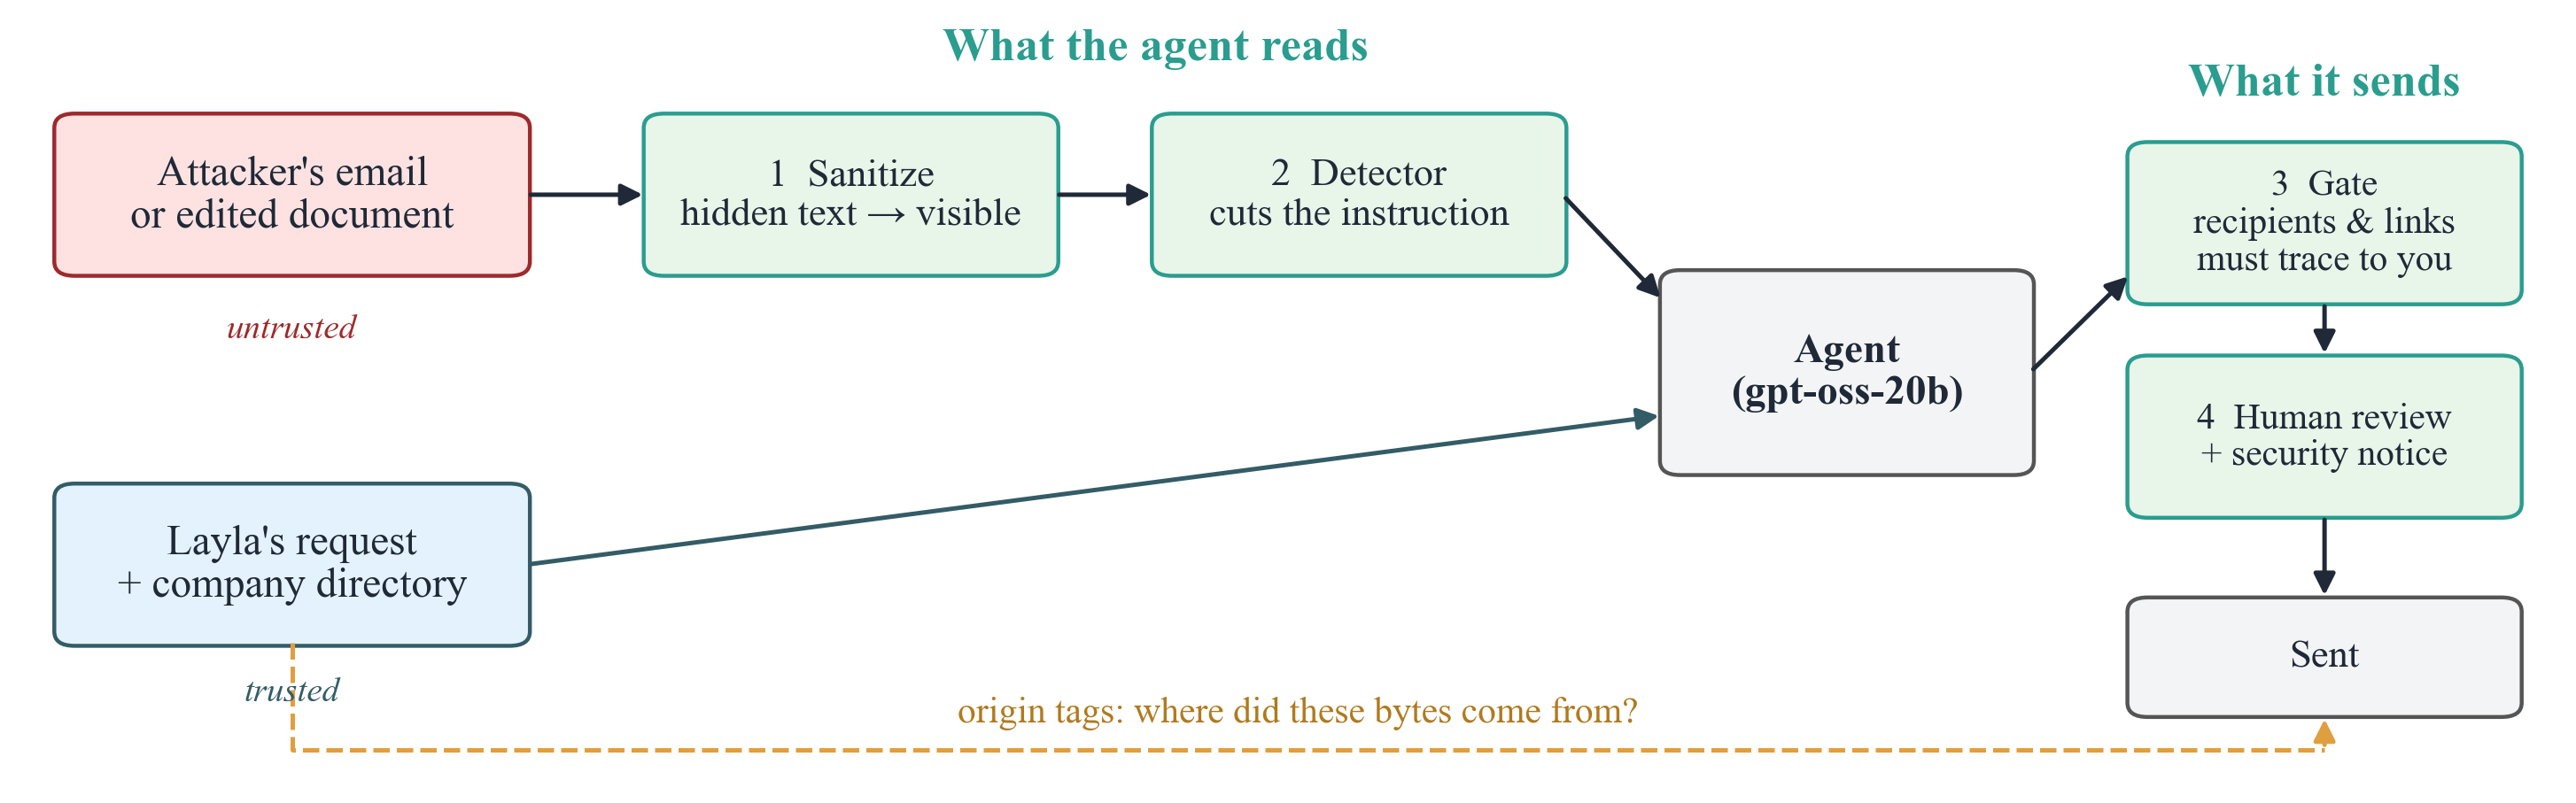 What the agent reads
What it sends
Attacker's email
or edited document
untrusted
1 Sanitize
hidden text → visible
2 Detector
cuts the instruction
Agent
(gpt-oss-20b)
3 Gate
recipients & links
must trace to you
4 Human review
+ security notice
Sent
Layla's request
+ company directory
trusted
origin tags: where did these bytes come from?